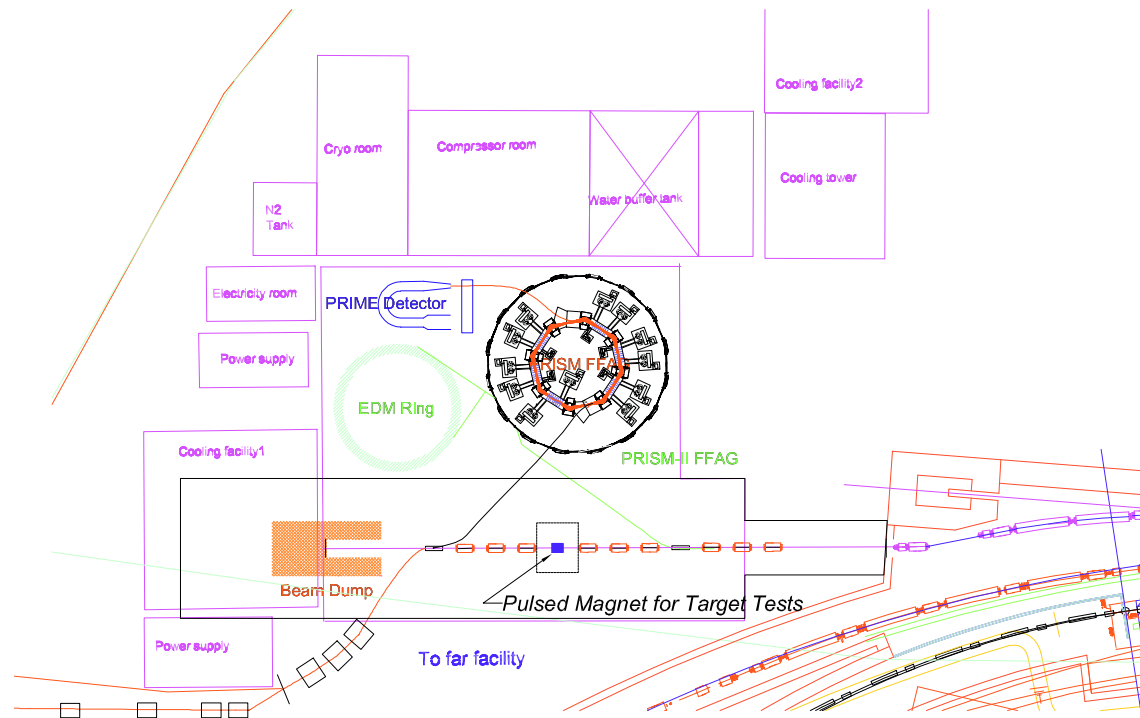 Cooling facility2
Cryo room
Compressor room
Cooling tower
Water buffer tank
N2
Tank
Electricity room
PRIME Detector
Power supply
RISM FFAG
EDM Ring
Cooling facility1
PRISM-II FFAG
Beam Dump
Pulsed Magnet for Target Tests
Power supply
To far facility